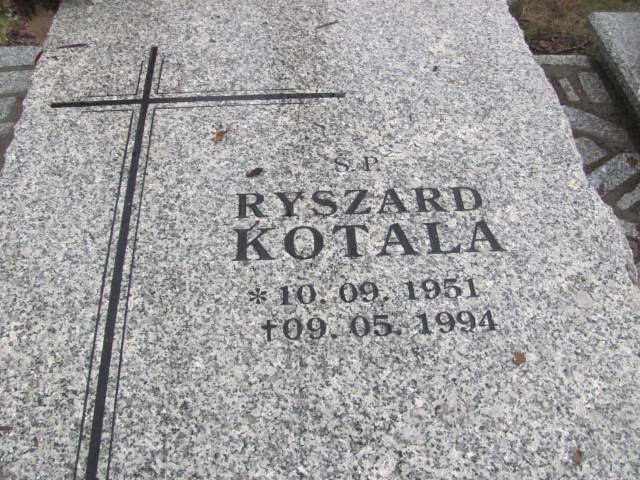 S.P.
RYSZARD
KOTALA
* 10. 09. 1951
† 09. 05. 1994